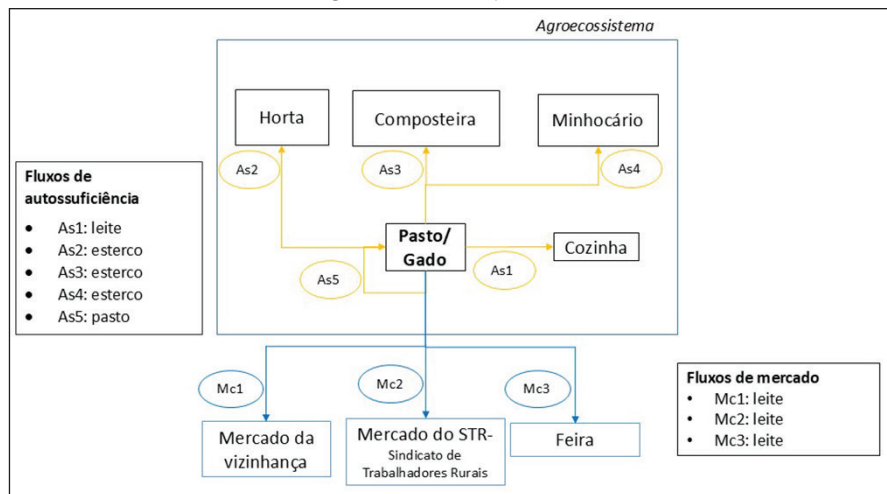 Agroecossistema
Horta
Composteira
Minhocário
As2
As3
As4
Fluxos de
autossuficiência
● As1: leite
● As2: esterco
● As3: esterco
● As4: esterco
● As5: pasto
Pasto/
Gado
Cozinha
As5
As1
Mc1
Mc2
Mc3
Mercado da
vizinhança
Mercado do STR-
Sindicato de
Trabalhadores Rurais
Feira
Fluxos de mercado
• Mc1: leite
• Mc2: leite
• Mc3: leite